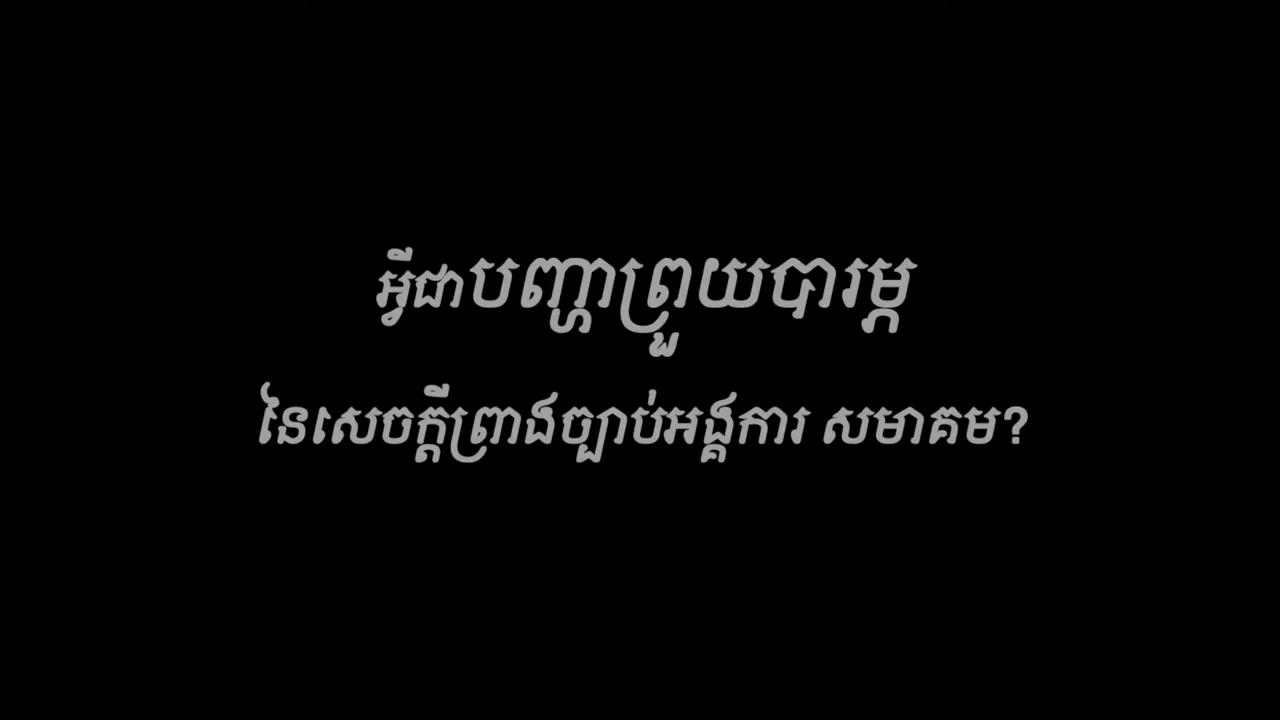 អ្វីជាបញ្ហាព្រួយបារម្ភ
នៃសេចក្តីព្រាងច្បាប់អង្គការ សមាគម?